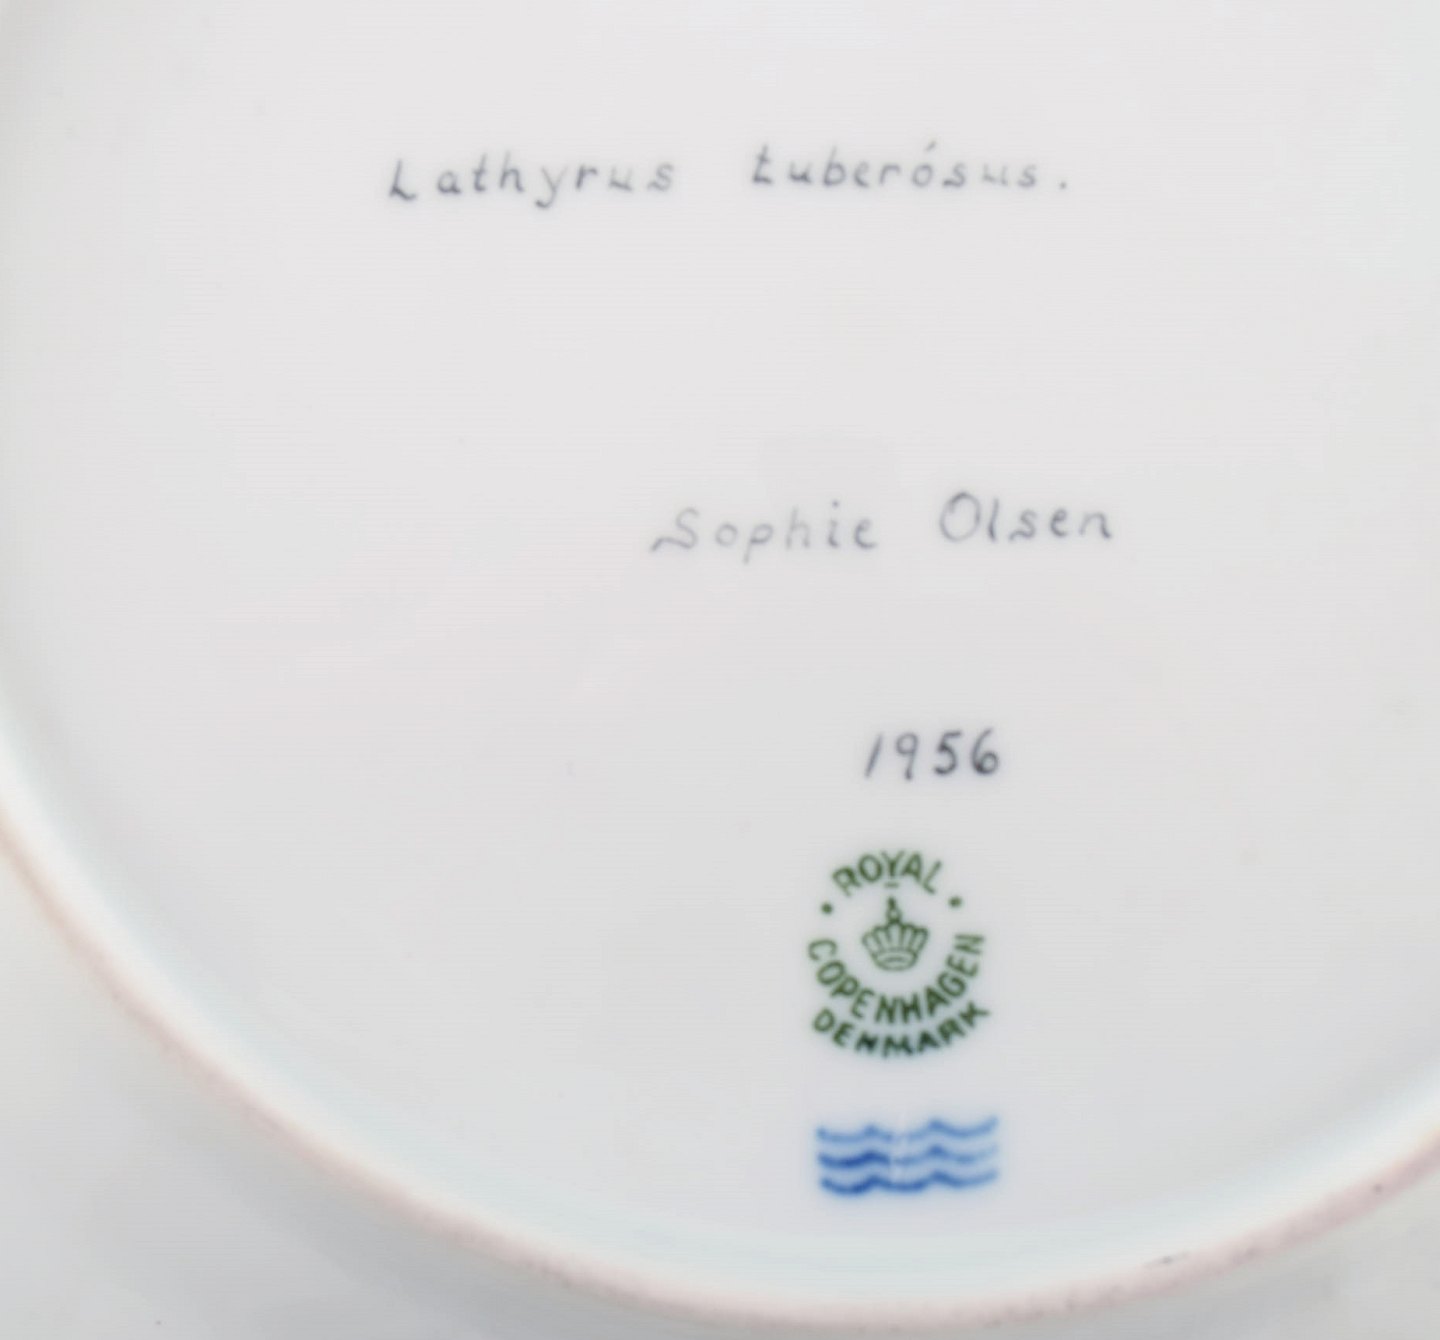 Lathyrus tuberósus.
Sophie Olsen
1956
ROYAL
COPENHAGEN
DENMARK